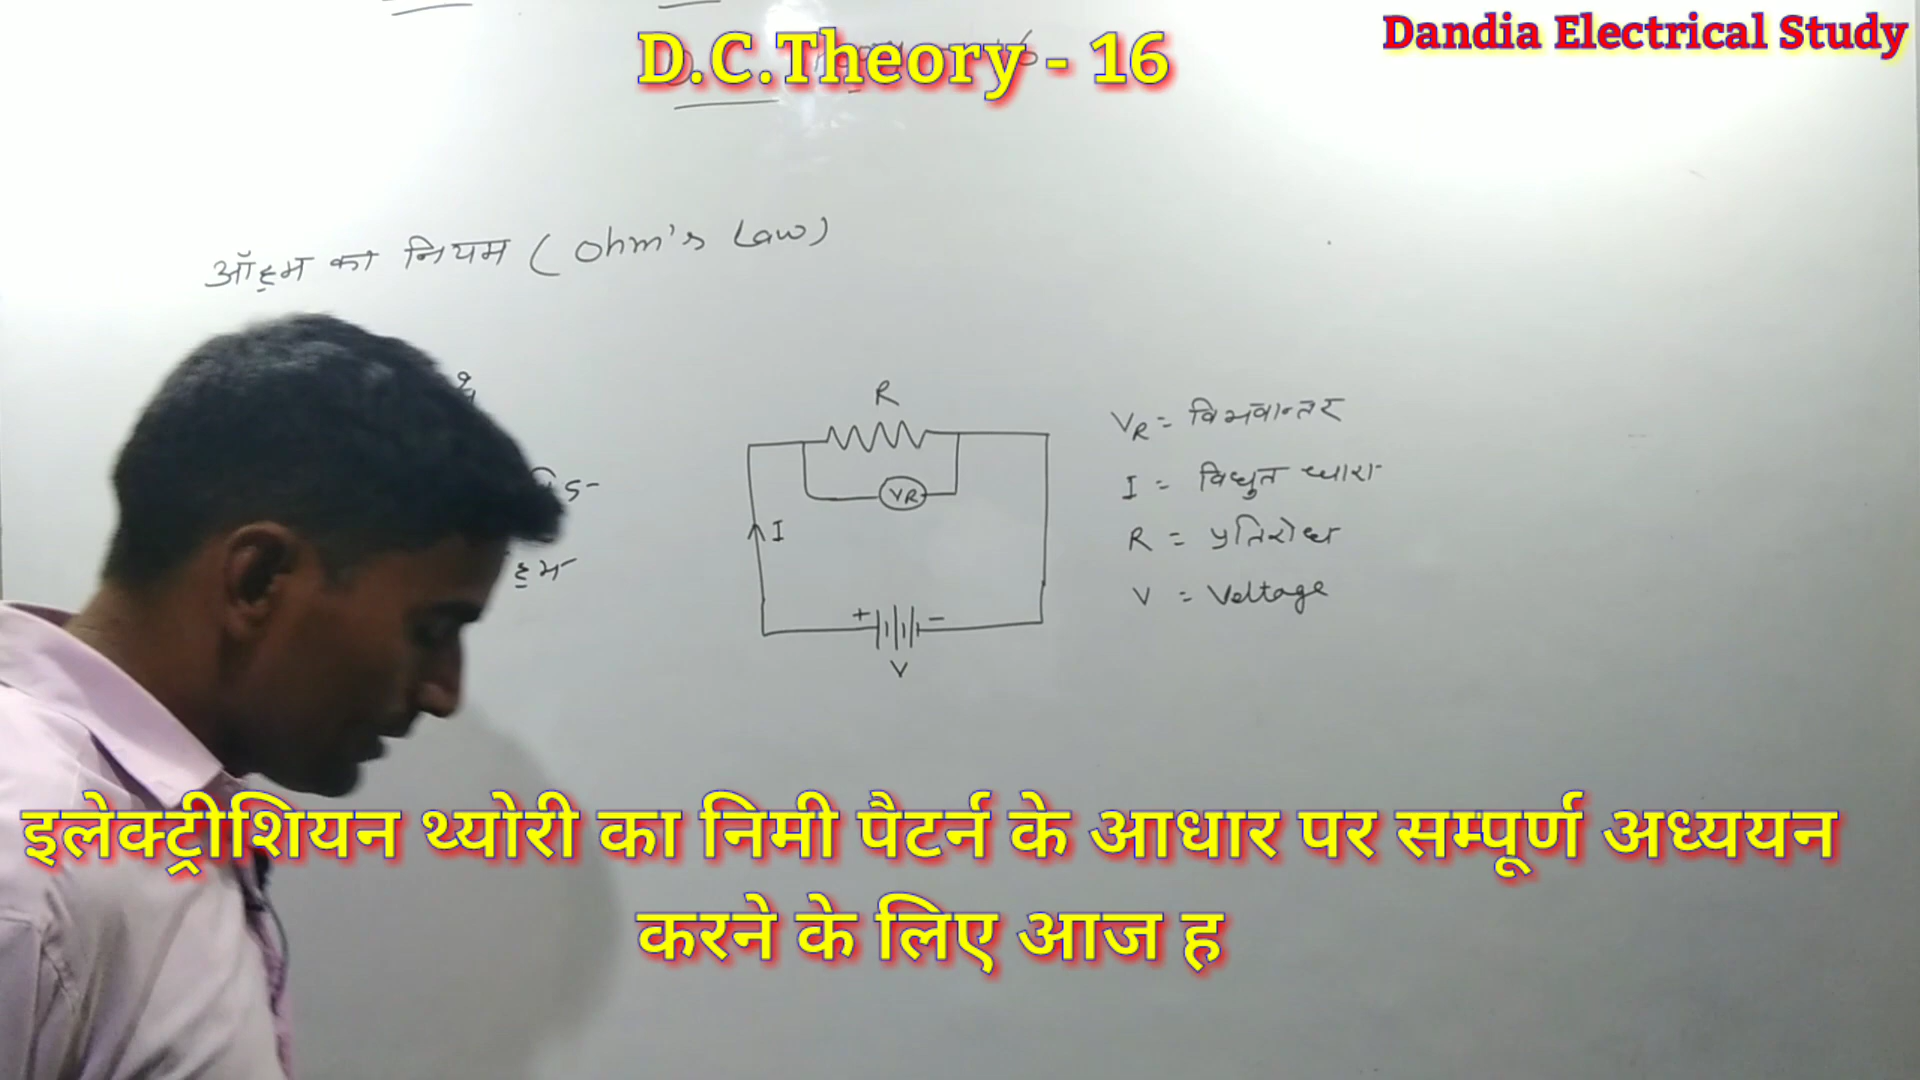 D.C.Theory - 16
Dandia Electrical Study
ऑह्म का नियम ( Ohm's Law)
R
VR
I
+ -
V
VR = विभवान्तर
I = विधुत धारा
R = प्रतिरोध
V = Voltage
इलेक्ट्रीशियन थ्योरी का निमी पैटर्न के आधार पर सम्पूर्ण अध्ययन
करने के लिए आज ह